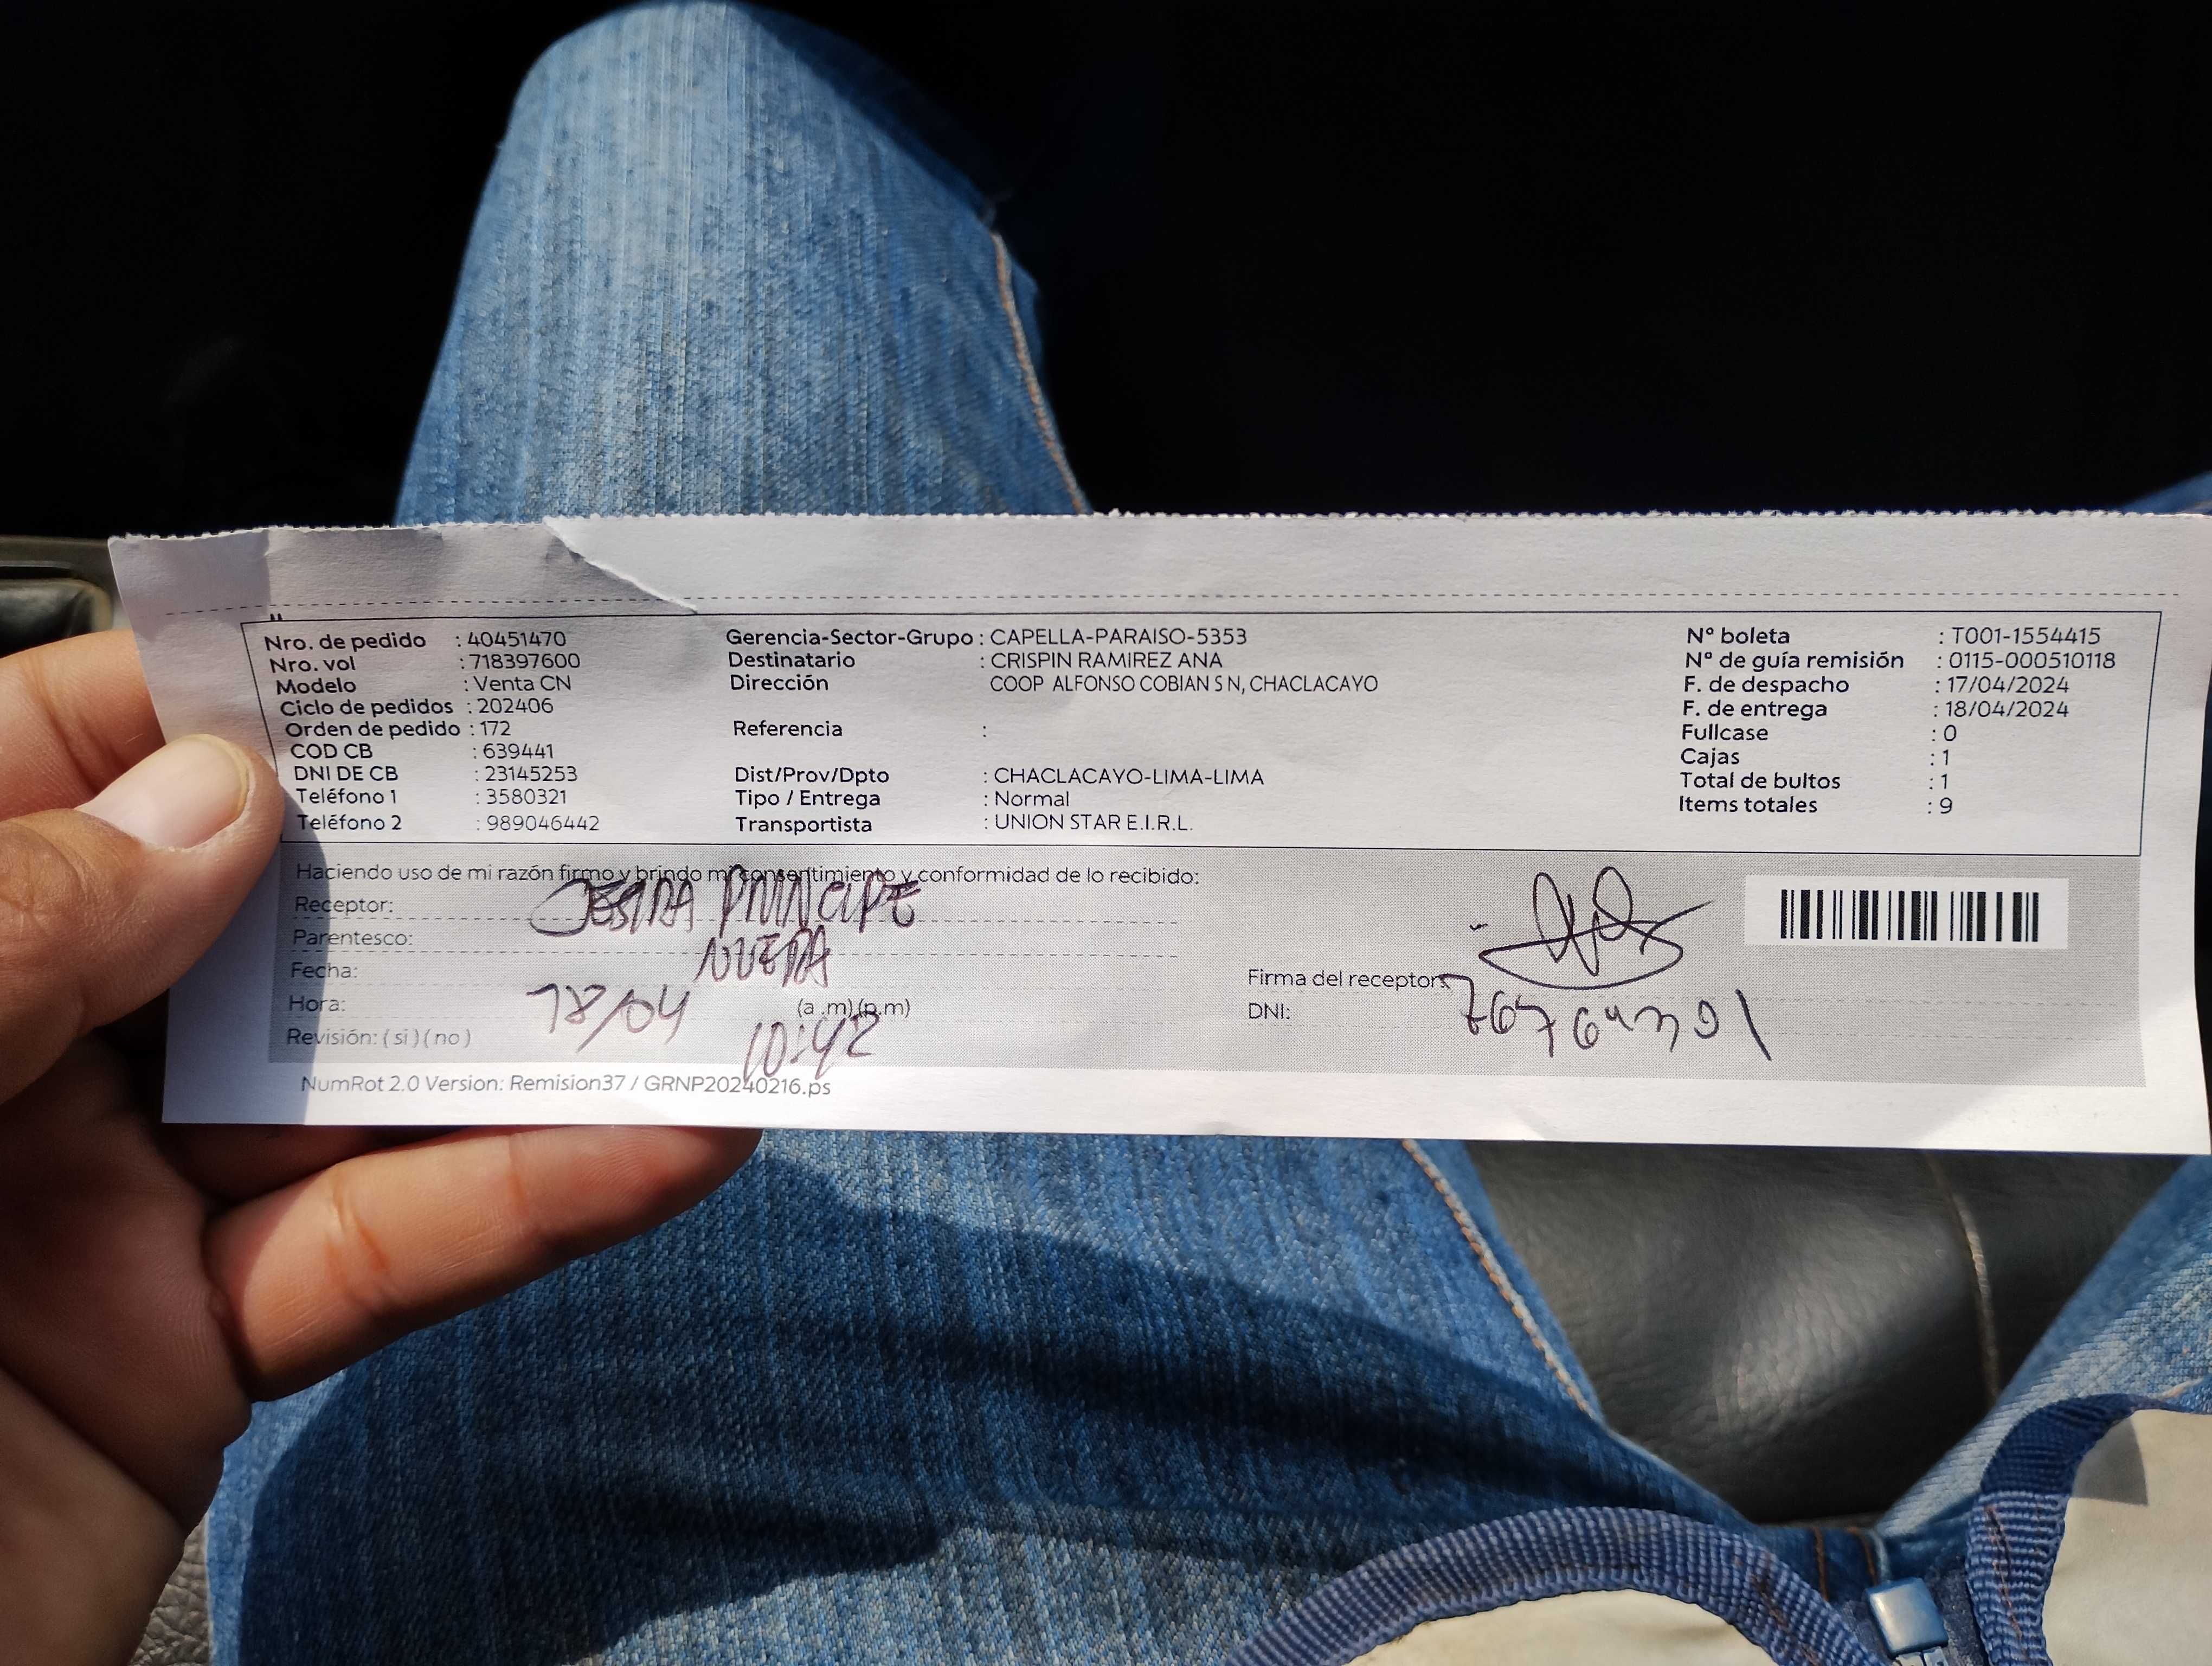 Nro. de pedido : 40451470
Nro. vol : 718397600
Modelo : Venta CN
Ciclo de pedidos : 202406
Orden de pedido : 172
COD CB : 639441
DNI DE CB : 23145253
Teléfono 1 : 3580321
Teléfono 2 : 989046442
Gerencia-Sector-Grupo : CAPELLA-PARAISO-5353
Destinatario : CRISPIN RAMIREZ ANA
Dirección COOP ALFONSO COBIAN S N, CHACLACAYO
Referencia :
Dist/Prov/Dpto : CHACLACAYO-LIMA-LIMA
Tipo / Entrega : Normal
Transportista : UNION STAR E.I.R.L.
Nº boleta : T001-1554415
Nº de guía remisión : 0115-000510118
F. de despacho : 17/04/2024
F. de entrega : 18/04/2024
Fullcase : 0
Cajas : 1
Total de bultos : 1
Items totales : 9
Haciendo uso de mi razón firmo y brindo mi consentimiento y conformidad de lo recibido:
Receptor: PRINCIPE
Parentesco: NUERA
Fecha: 18/04
Hora: 10:42 (a .m)(p.m)
Revisión: ( si ) ( no )
Firma del receptor:
DNI:
NumRot 2.0 Version: Remision37 / GRNP20240216.ps